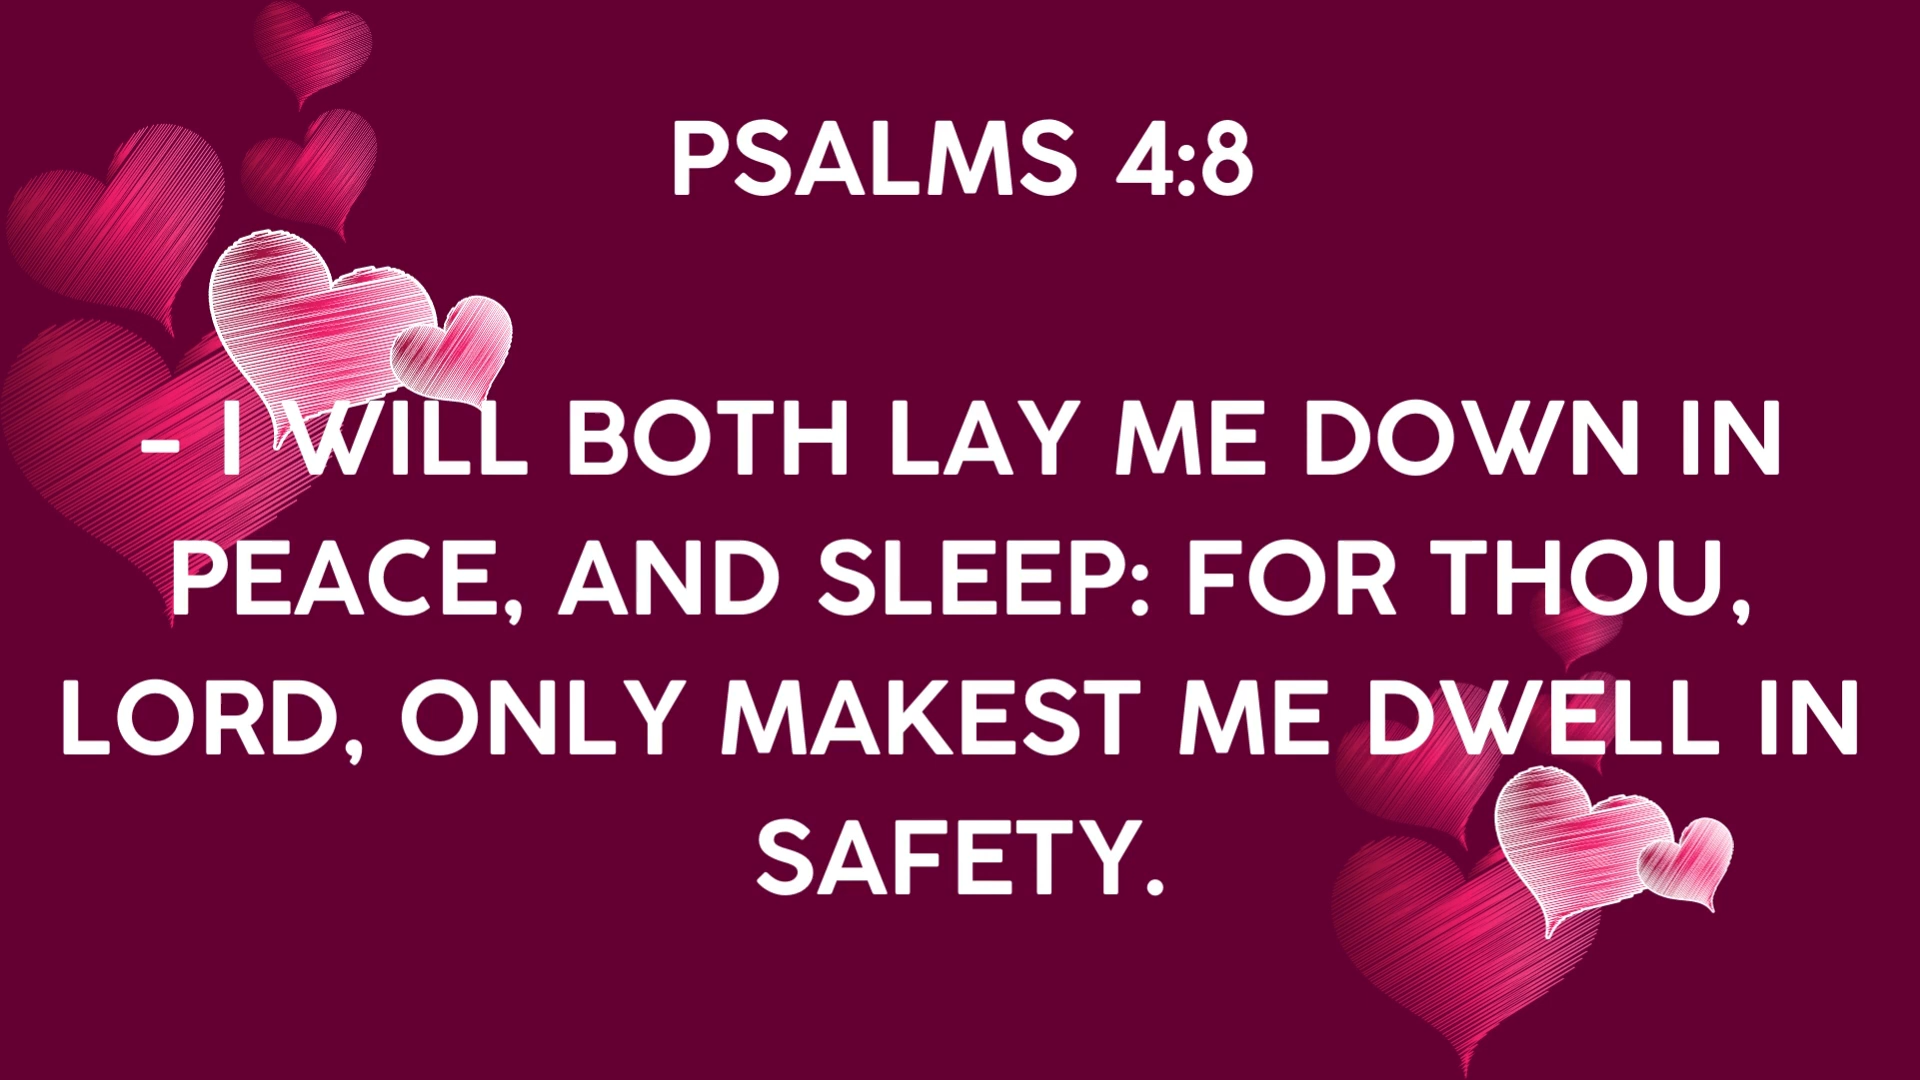 PSALMS 4:8
- I WILL BOTH LAY ME DOWN IN
PEACE, AND SLEEP: FOR THOU,
LORD, ONLY MAKEST ME DWELL IN
SAFETY.